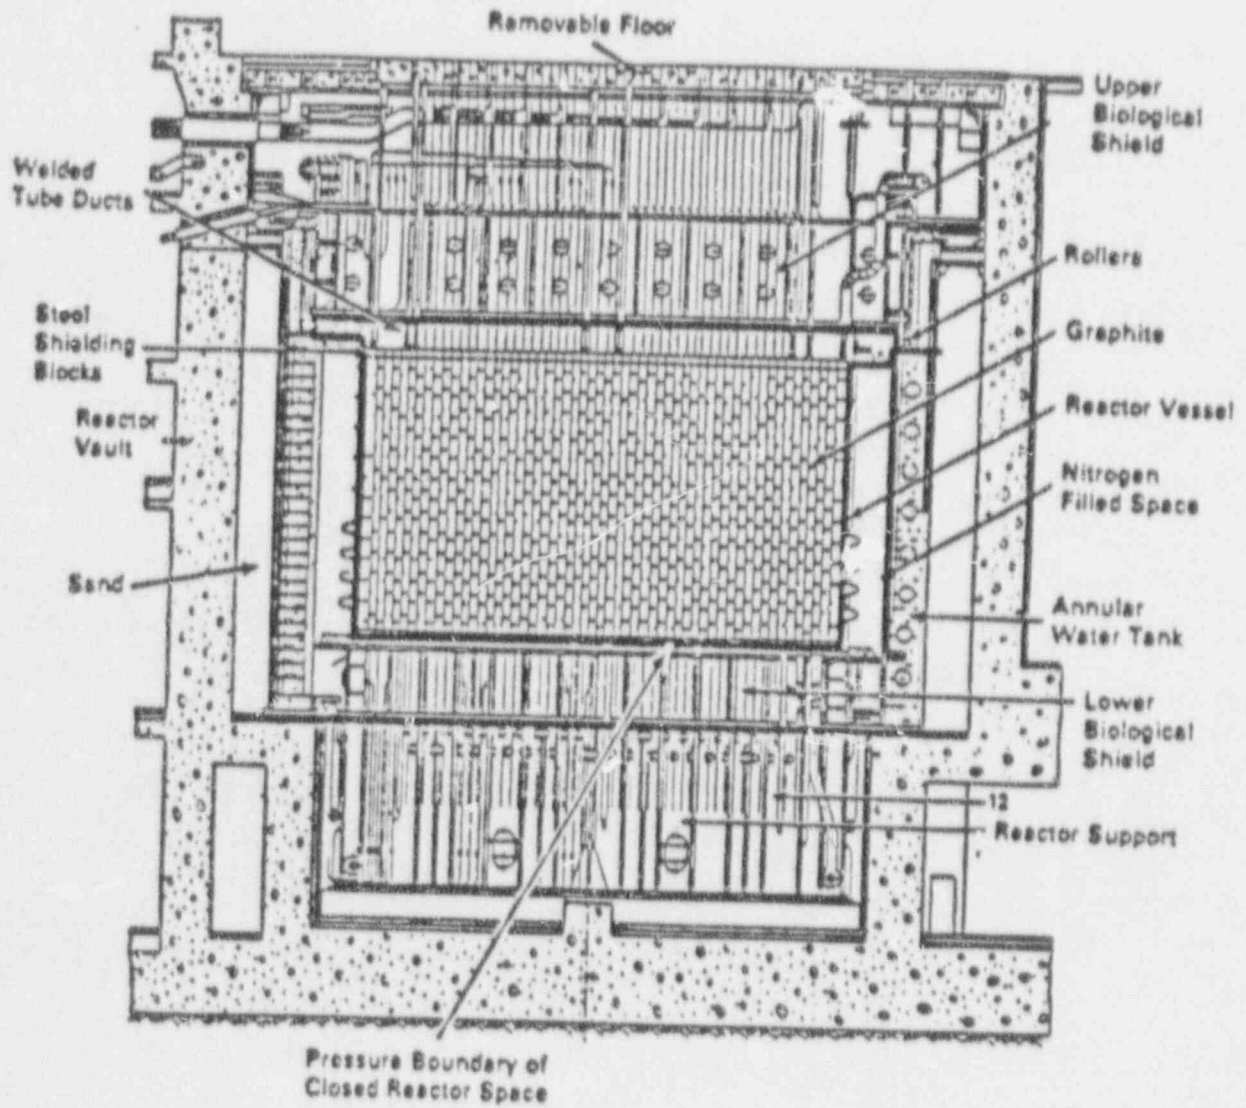 Removable Floor
Upper
Biological
Shield
Welded
Tube Ducts
Rollers
Steel
Shielding
Blocks
Graphite
Reactor
Vault
Reactor Vessel
Nitrogen
Filled Space
Sand
Annular
Water Tank
Lower
Biological
Shield
12
Reactor Support
Pressure Boundary of
Closed Reactor Space